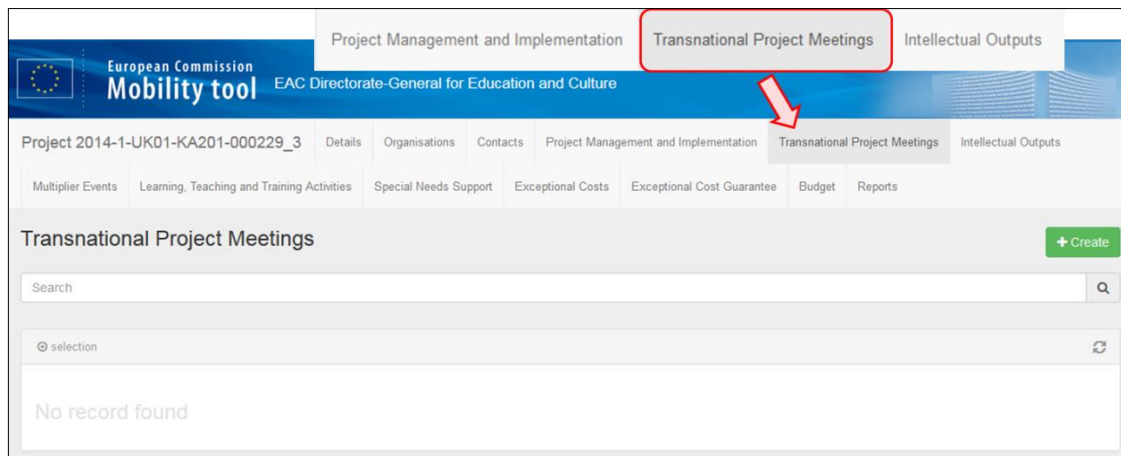 Project Management and Implementation Transnational Project Meetings Intellectual Outputs
European Commission
Mobility tool EAC Directorate-General for Education and Culture
Project 2014-1-UK01-KA201-000229_3 Details Organisations Contacts Project Management and Implementation Transnational Project Meetings Intellectual Outputs
Multiplier Events Learning, Teaching and Training Activities Special Needs Support Exceptional Costs Exceptional Cost Guarantee Budget Reports
Transnational Project Meetings + Create
Search
selection
No record found